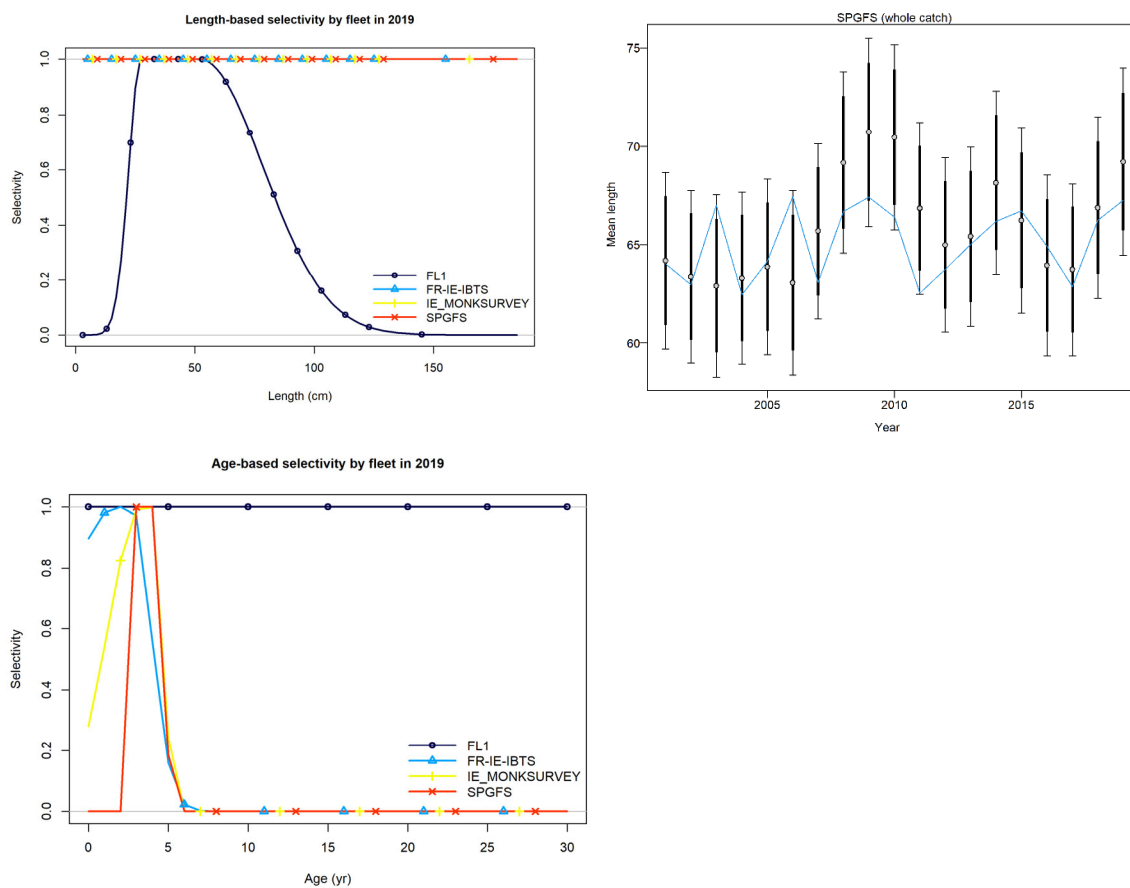 Length-based selectivity by fleet in 2019
Selectivity
1.0
0.8
0.6
0.4
0.2
0.0
FL1
FR-IE-IBTS
IE_MONKSURVEY
SPGFS
0 50 100 150
Length (cm)
SPGFS (whole catch)
Mean length
75
70
65
60
2005 2010 2015
Year
Age-based selectivity by fleet in 2019
Selectivity
1.0
0.8
0.6
0.4
0.2
0.0
FL1
FR-IE-IBTS
IE_MONKSURVEY
SPGFS
0 5 10 15 20 25 30
Age (yr)